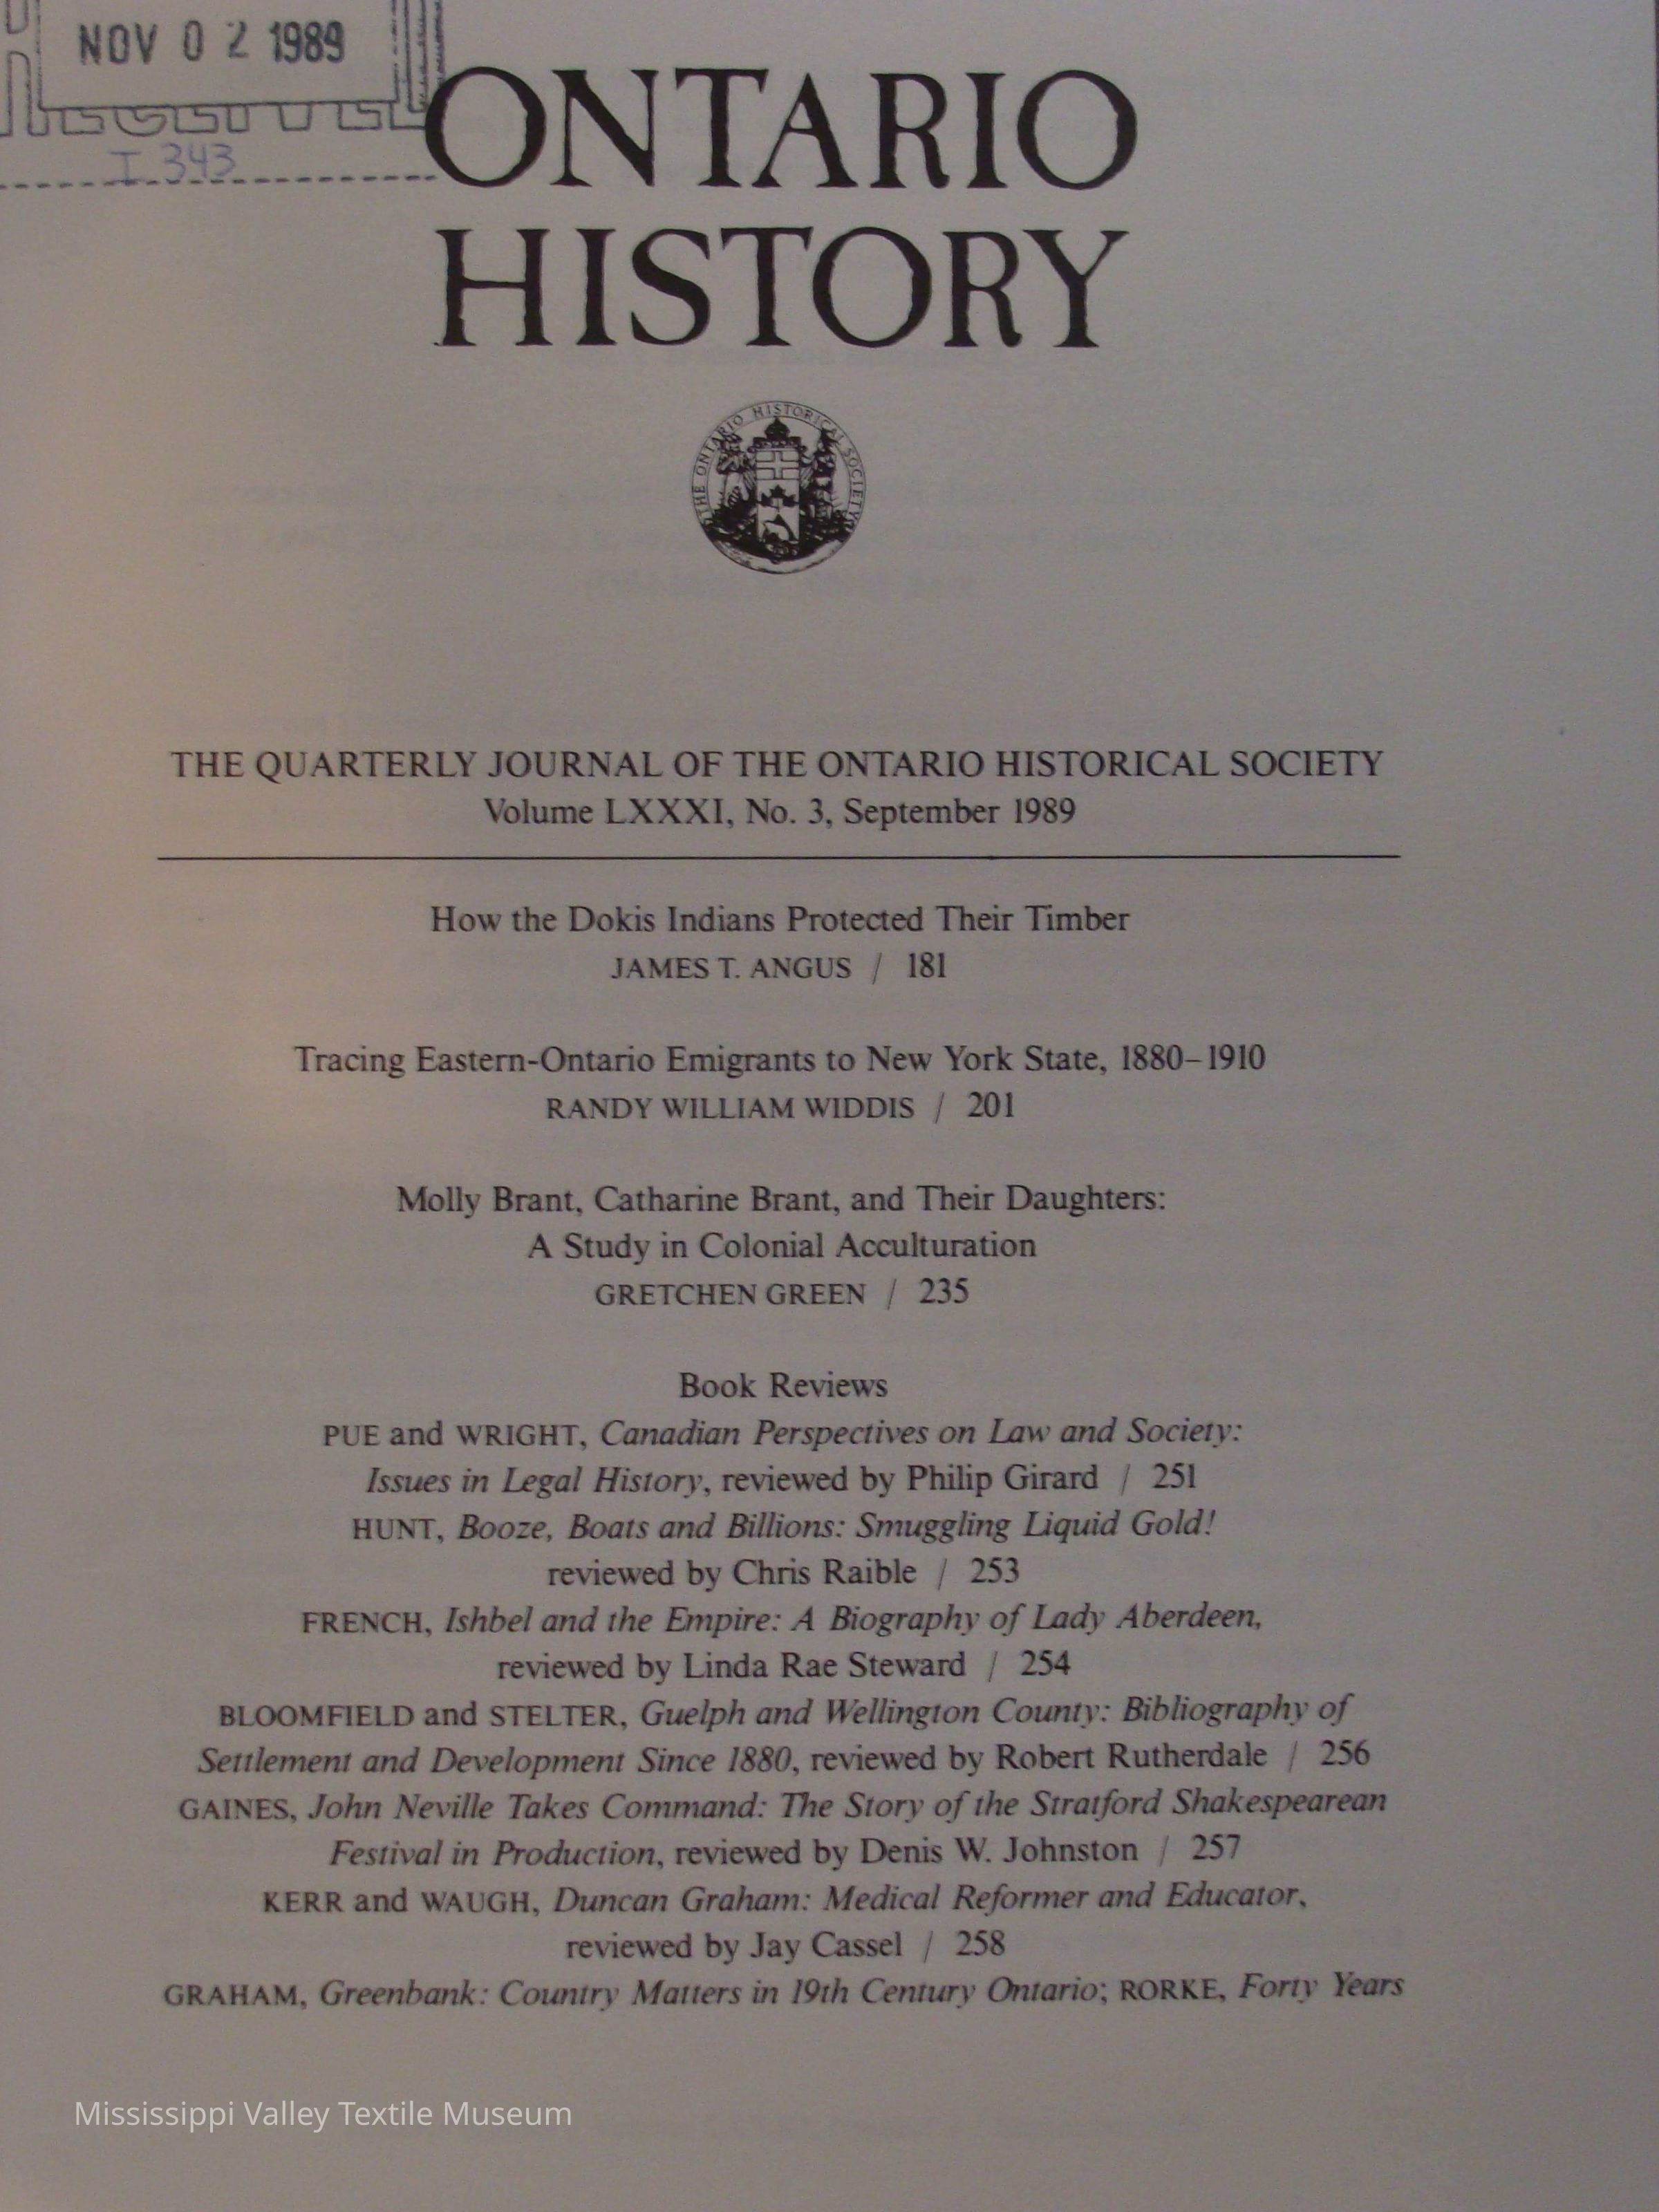 NOV 02 1989
I 343
ONTARIO
HISTORY
THE ONTARIO HISTORICAL SOCIETY
THE QUARTERLY JOURNAL OF THE ONTARIO HISTORICAL SOCIETY
Volume LXXXI, No. 3, September 1989
How the Dokis Indians Protected Their Timber
JAMES T. ANGUS / 181
Tracing Eastern-Ontario Emigrants to New York State, 1880–1910
RANDY WILLIAM WIDDIS / 201
Molly Brant, Catharine Brant, and Their Daughters:
A Study in Colonial Acculturation
GRETCHEN GREEN / 235
Book Reviews
PUE and WRIGHT, Canadian Perspectives on Law and Society:
Issues in Legal History, reviewed by Philip Girard / 251
HUNT, Booze, Boats and Billions: Smuggling Liquid Gold!
reviewed by Chris Raible / 253
FRENCH, Ishbel and the Empire: A Biography of Lady Aberdeen,
reviewed by Linda Rae Steward / 254
BLOOMFIELD and STELTER, Guelph and Wellington County: Bibliography of
Settlement and Development Since 1880, reviewed by Robert Rutherdale / 256
GAINES, John Neville Takes Command: The Story of the Stratford Shakespearean
Festival in Production, reviewed by Denis W. Johnston / 257
KERR and WAUGH, Duncan Graham: Medical Reformer and Educator,
reviewed by Jay Cassel / 258
GRAHAM, Greenbank: Country Matters in 19th Century Ontario; RORKE, Forty Years
Mississippi Valley Textile Museum